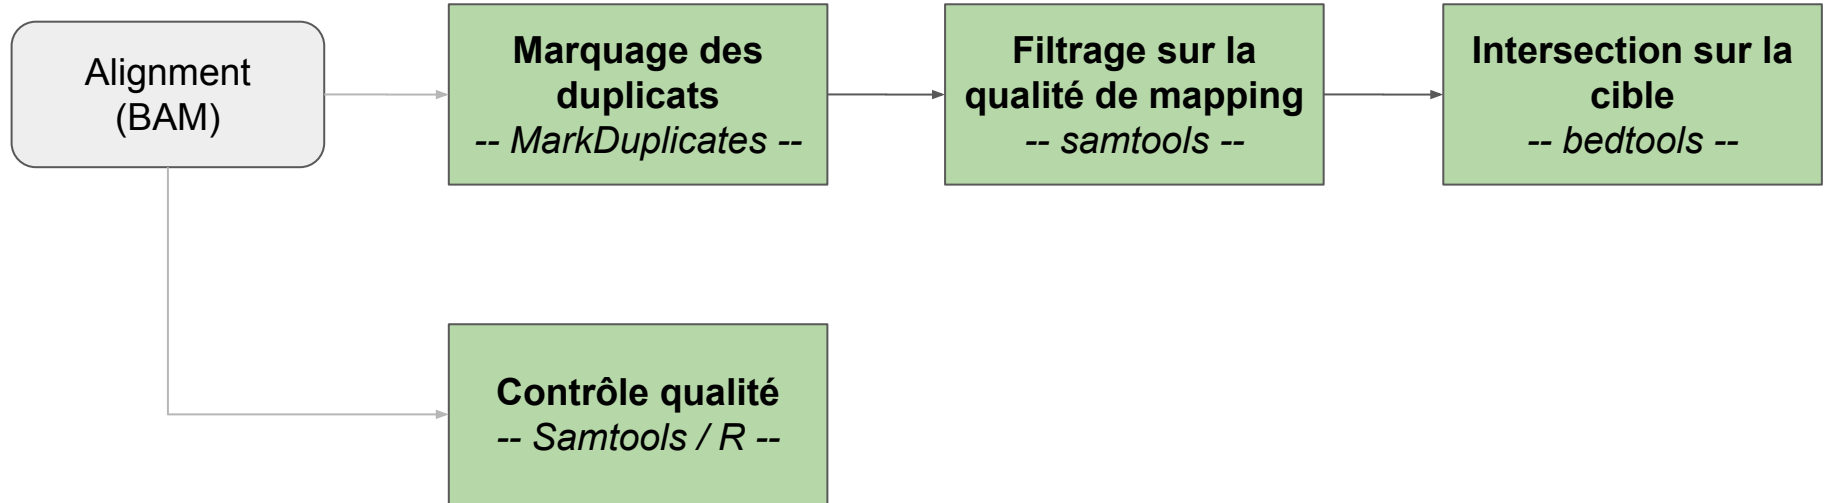 Alignment
(BAM)
Marquage des
duplicats
-- MarkDuplicates --
Filtrage sur la
qualité de mapping
-- samtools --
Intersection sur la
cible
-- bedtools --
Contrôle qualité
-- Samtools / R --